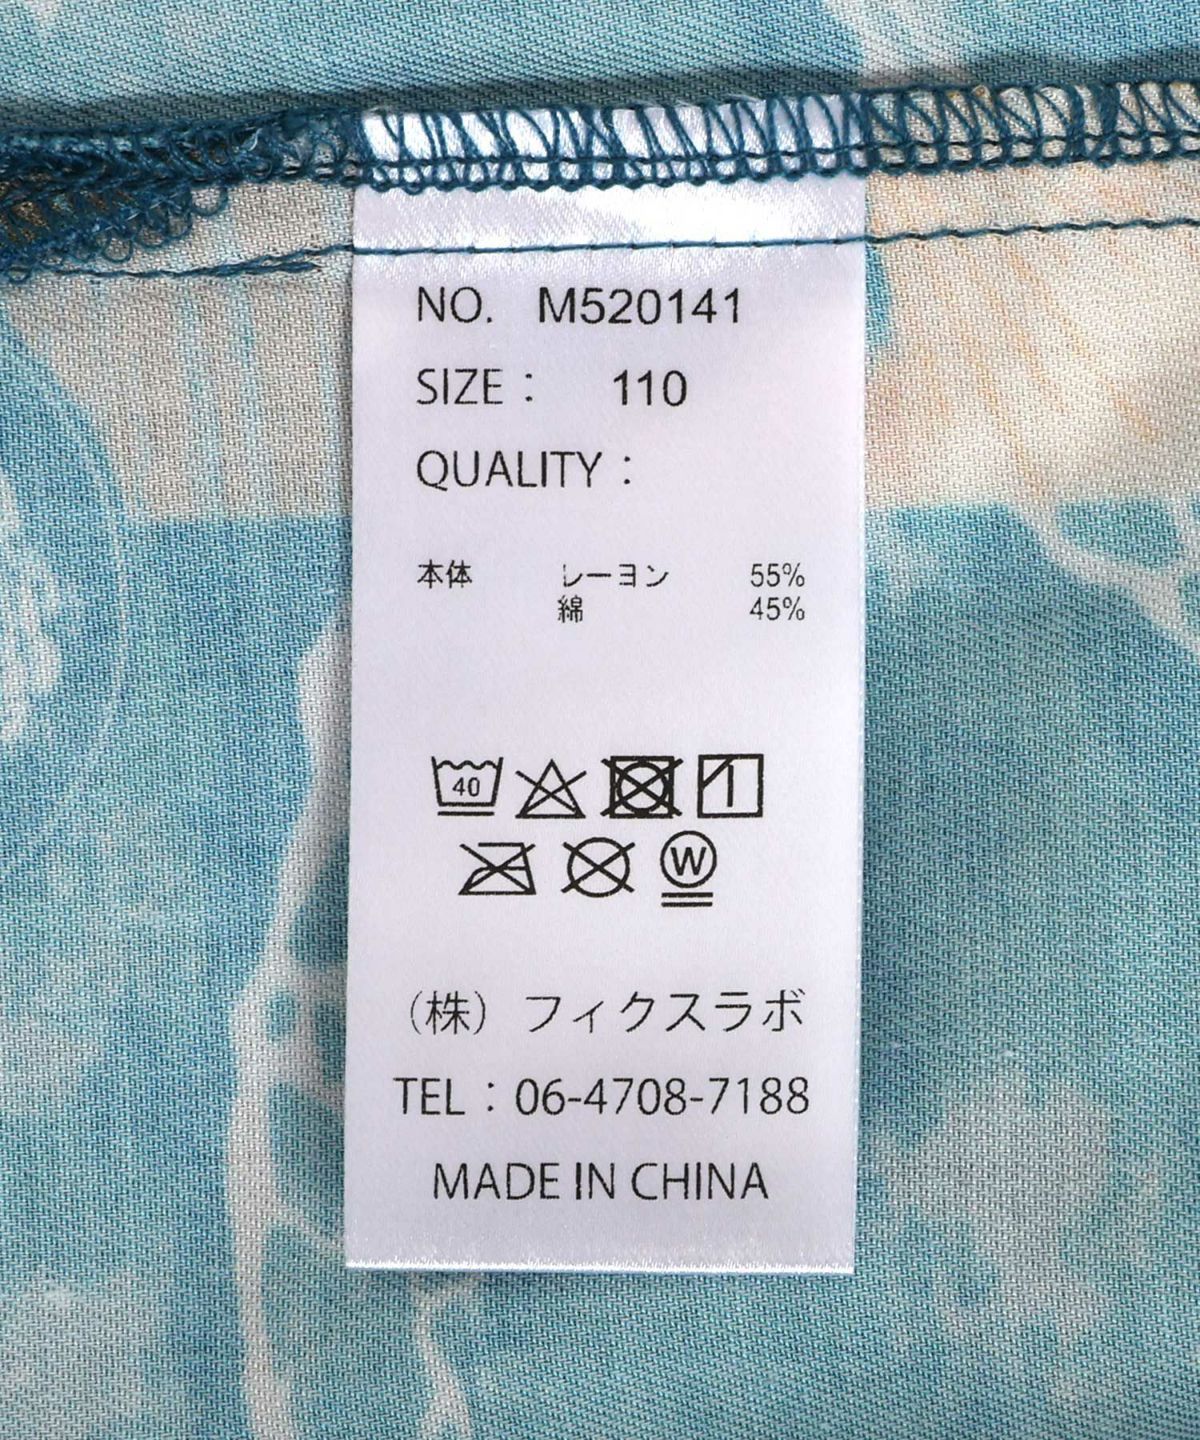 NO. M520141
SIZE： 110
QUALITY：
本体 レーヨン 55%
綿 45%
40
W
（株）フィクスラボ
TEL：06-4708-7188
MADE IN CHINA